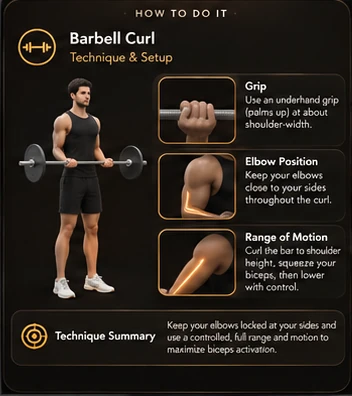 HOW TO DO IT
Barbell Curl
Technique & Setup
Grip
Use an underhand grip
(palms up) at about
shoulder-width.
Elbow Position
Keep your elbows
close to your sides
throughout the curl.
Range of Motion
Curl the bar to shoulder
height, squeeze your
biceps, then lower
with control.
Technique Summary
Keep your elbows locked at your sides and
use a controlled, full range and motion to
maximize biceps activation.